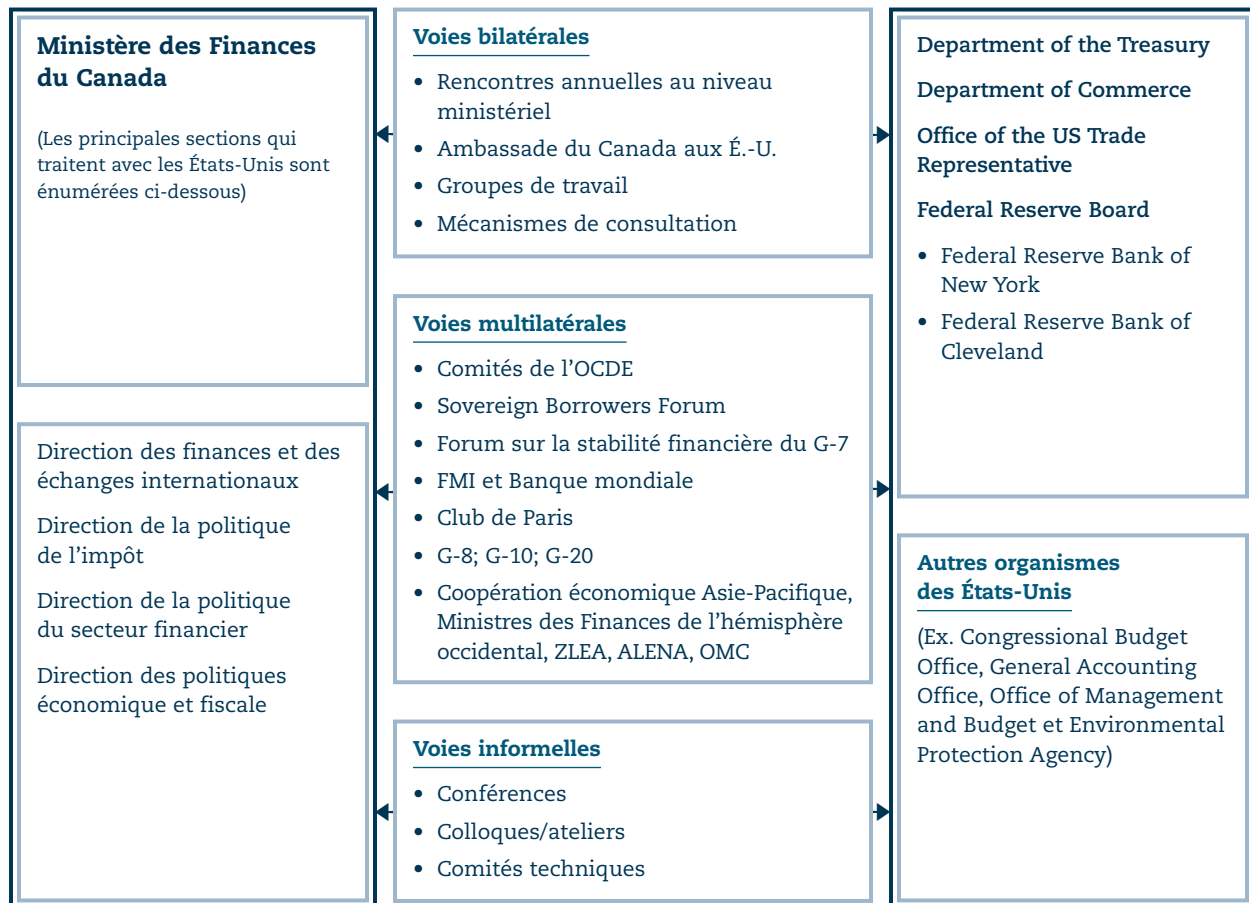 Ministère des Finances
du Canada
(Les principales sections qui
traitent avec les États-Unis sont
énumérées ci-dessous)
Direction des finances et des
échanges internationaux
Direction de la politique
de l'impôt
Direction de la politique
du secteur financier
Direction des politiques
économique et fiscale
Voies bilatérales
• Rencontres annuelles au niveau
ministériel
• Ambassade du Canada aux É.-U.
• Groupes de travail
• Mécanismes de consultation
Voies multilatérales
• Comités de l'OCDE
• Sovereign Borrowers Forum
• Forum sur la stabilité financière du G-7
• FMI et Banque mondiale
• Club de Paris
• G-8; G-10; G-20
• Coopération économique Asie-Pacifique,
Ministres des Finances de l'hémisphère
occidental, ZLEA, ALENA, OMC
Voies informelles
• Conférences
• Colloques/ateliers
• Comités techniques
Department of the Treasury
Department of Commerce
Office of the US Trade
Representative
Federal Reserve Board
• Federal Reserve Bank of
New York
• Federal Reserve Bank of
Cleveland
Autres organismes
des États-Unis
(Ex. Congressional Budget
Office, General Accounting
Office, Office of Management
and Budget et Environmental
Protection Agency)